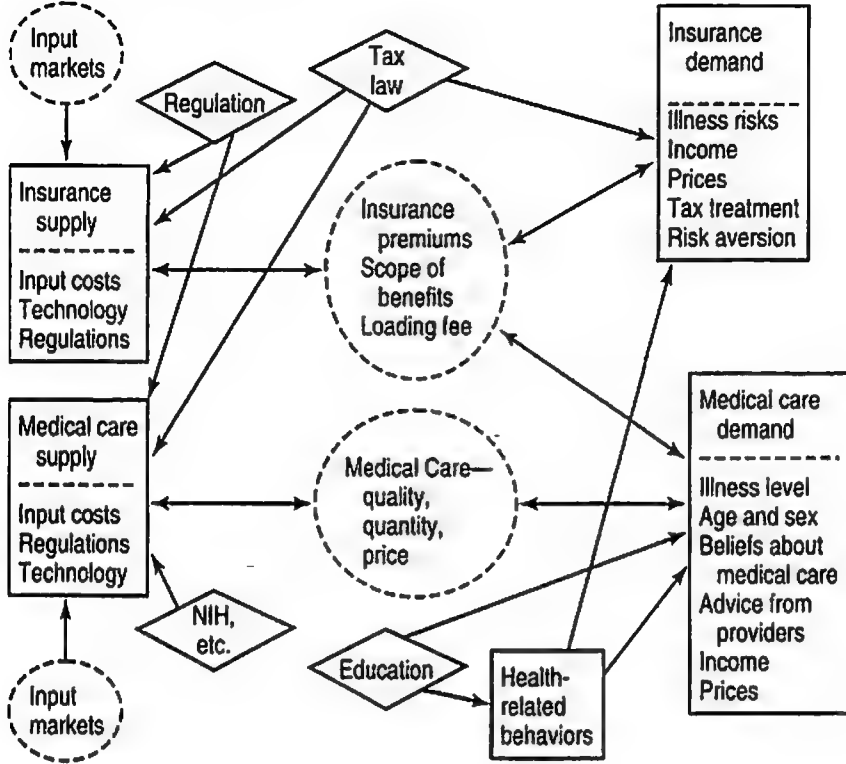 Input
markets
Regulation
Tax
law
Insurance
demand
Illness risks
Income
Prices
Tax treatment
Risk aversion
Insurance
supply
Input costs
Technology
Regulations
Insurance
premiums
Scope of
benefits
Loading fee
Medical care
supply
Input costs
Regulations
Technology
Medical Care—
quality,
quantity,
price
Medical care
demand
Illness level
Age and sex
Beliefs about
medical care
Advice from
providers
Income
Prices
NIH,
etc.
Education
Health-
related
behaviors
Input
markets